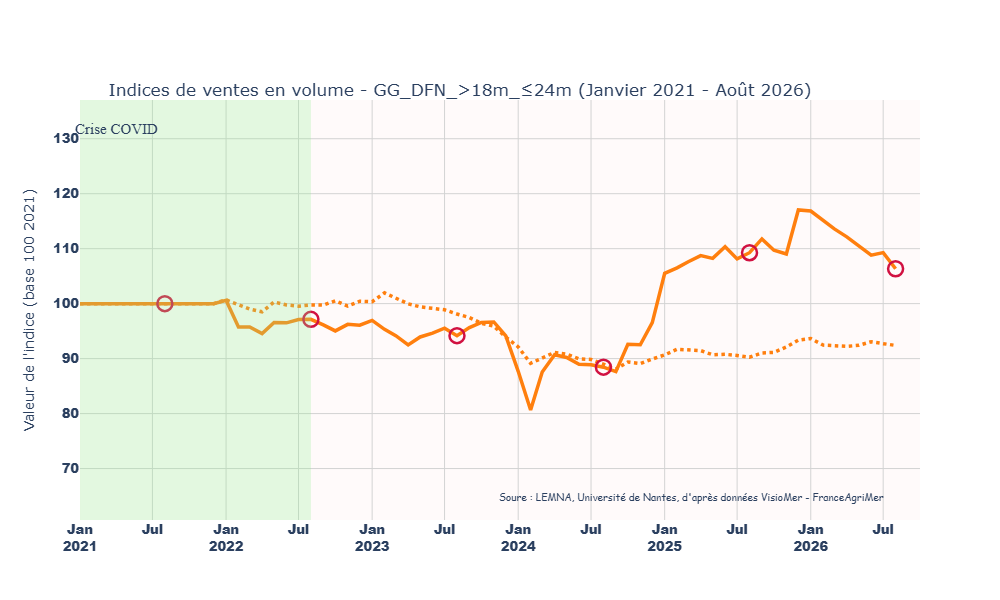 Indices de ventes en volume - GG_DFN_>18m_≤24m (Janvier 2021 - Août 2026)
Crise COVID
Valeur de l'indice (base 100 2021)
130
120
110
100
90
80
70
Soure : LEMNA, Université de Nantes, d'après données VisioMer - FranceAgriMer
Jan Jul Jan Jul Jan Jul Jan Jul Jan Jul Jan Jul
2021 2022 2023 2024 2025 2026